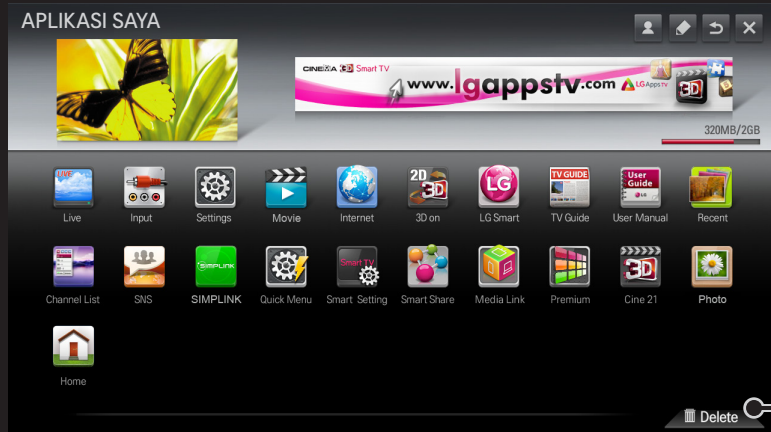 APLIKASI SAYA
CINEMA 3D Smart TV
www.lgappstv.com LG Apps TV
3D
320MB/2GB
LIVE
2D
3D
LG
TV GUIDE
User
Guide
LG
Live
Input
Settings
Movie
Internet
3D on
LG Smart
TV Guide
User Manual
Recent
SIMPLINK
Smart TV
3D
Channel List
SNS
SIMPLINK
Quick Menu
Smart Setting
Smart Share
Media Link
Premium
Cine 21
Photo
Home
Delete